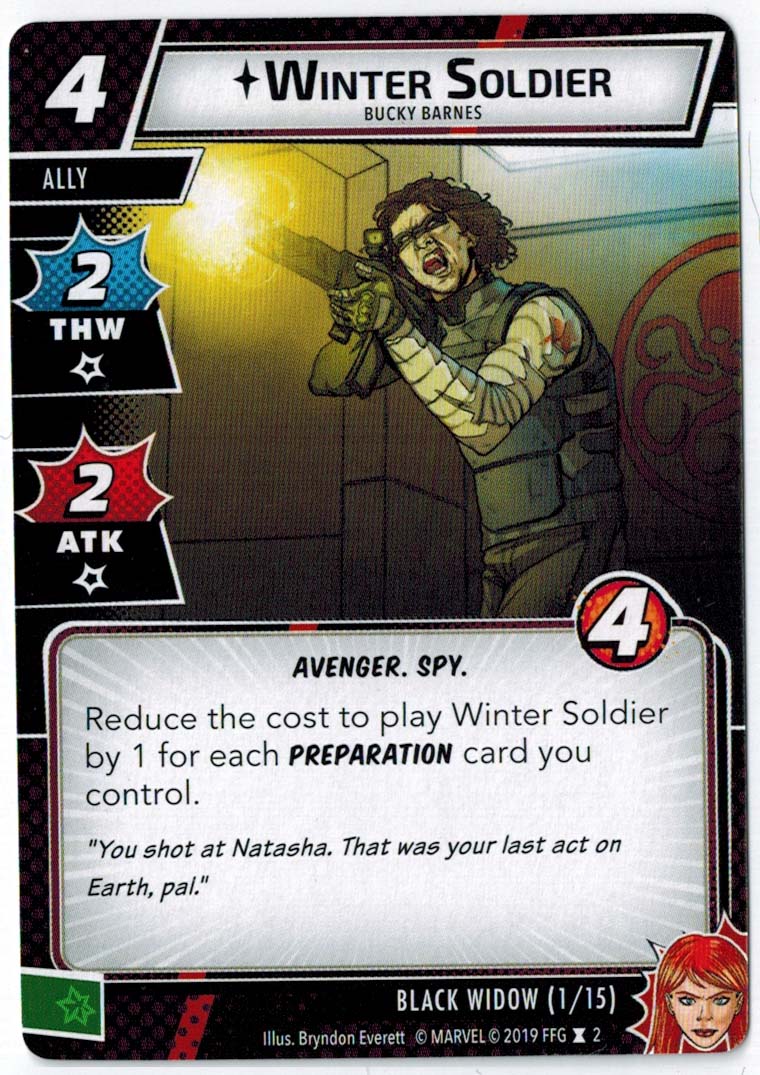 4
WINTER SOLDIER
BUCKY BARNES
ALLY
2
THW
2
ATK
4
AVENGER. SPY.
Reduce the cost to play Winter Soldier
by 1 for each PREPARATION card you
control.
"You shot at Natasha. That was your last act on
Earth, pal."
BLACK WIDOW (1/15)
Illus. Bryndon Everett © MARVEL © 2019 FFG 2